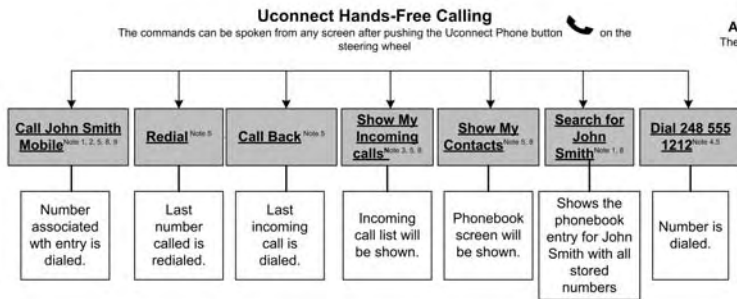 Uconnect Hands-Free Calling
The commands can be spoken from any screen after pushing the Uconnect Phone button on the
steering wheel
A
The
Call John Smith
Mobile Note 1, 2, 5, 8, 9
Redial Note 5
Call Back Note 5
Show My
Incoming
calls Note 3, 5, 8
Show My
Contacts Note 5, 8
Search for
John
Smith Note 1, 8
Dial 248 555
1212 Note 4,5
Number
associated
wth entry is
dialed.
Last
number
called is
redialed.
Last
incoming
call is
dialed.
Incoming
call list will
be shown.
Phonebook
screen will
be shown.
Shows the
phonebook
entry for John
Smith with all
stored
numbers
Number is
dialed.